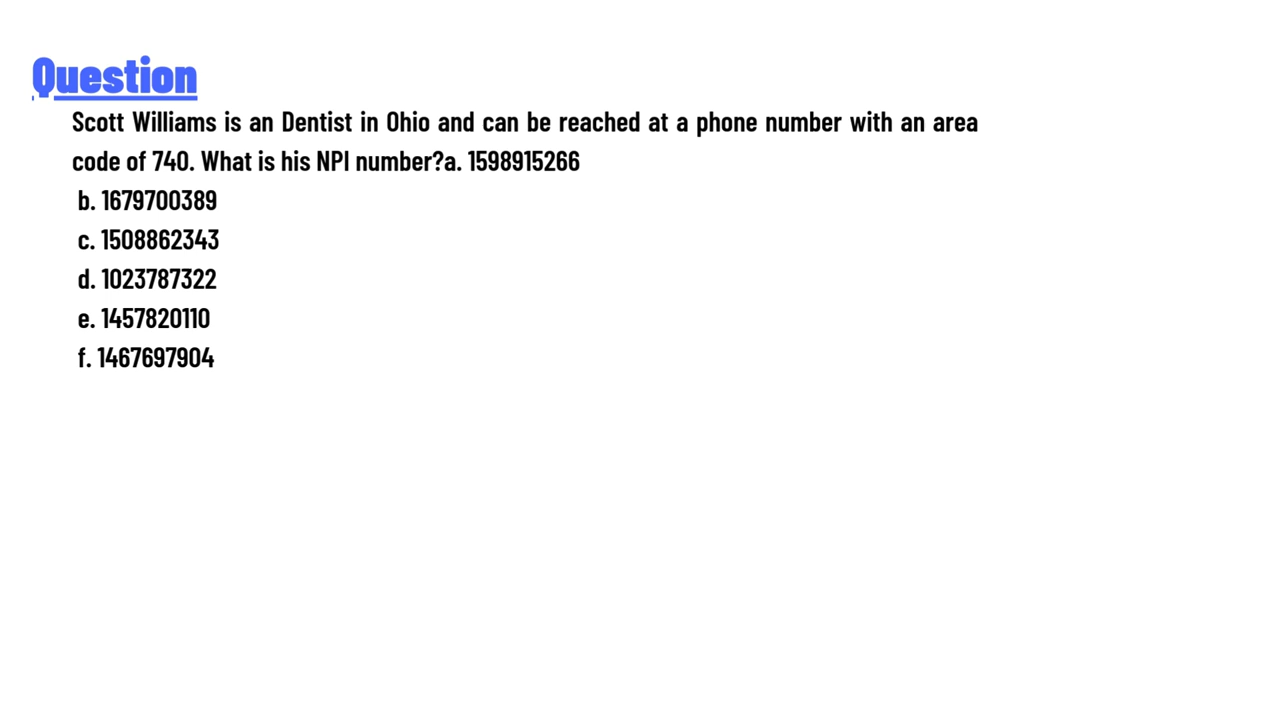 Question
Scott Williams is an Dentist in Ohio and can be reached at a phone number with an area
code of 740. What is his NPI number?a. 1598915266
b. 1679700389
c. 1508862343
d. 1023787322
e. 1457820110
f. 1467697904